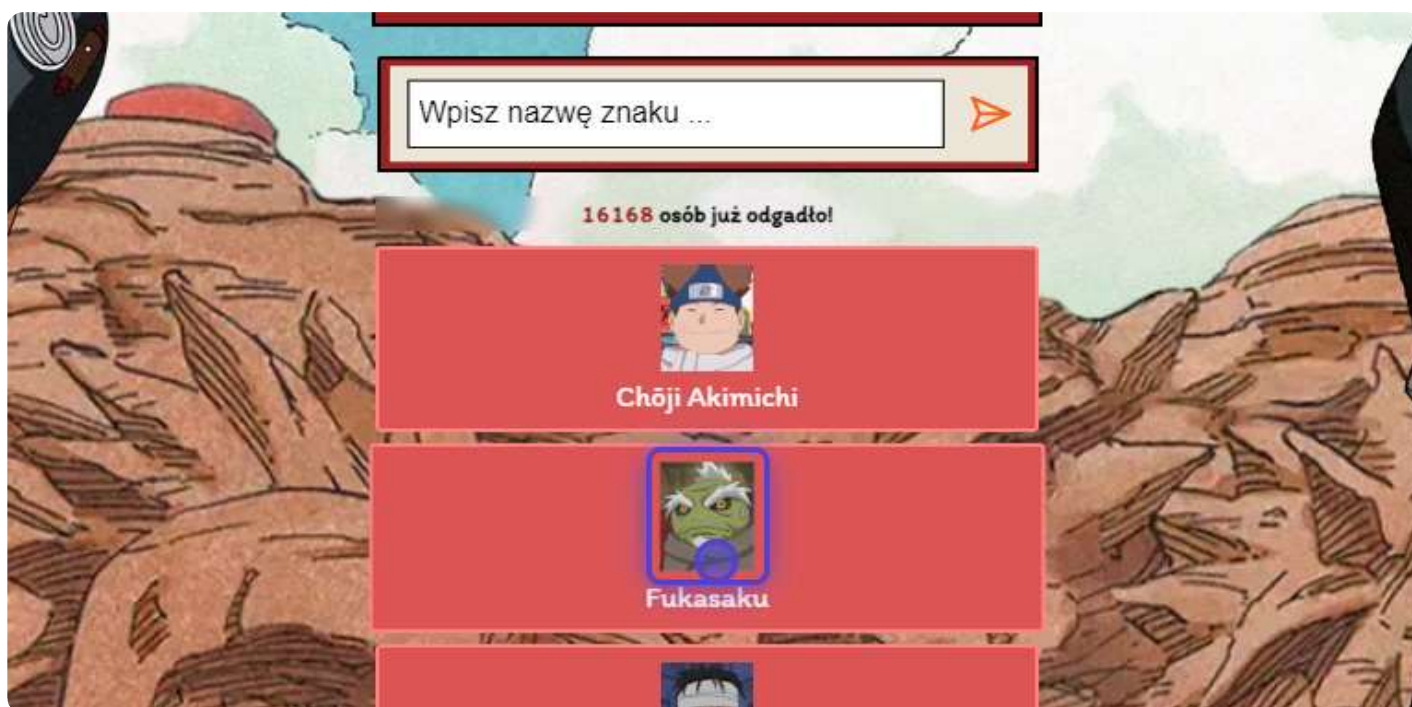 Wpisz nazwę znaku ...
16168 osób już odgadło!
Chōji Akimichi
Fukasaku